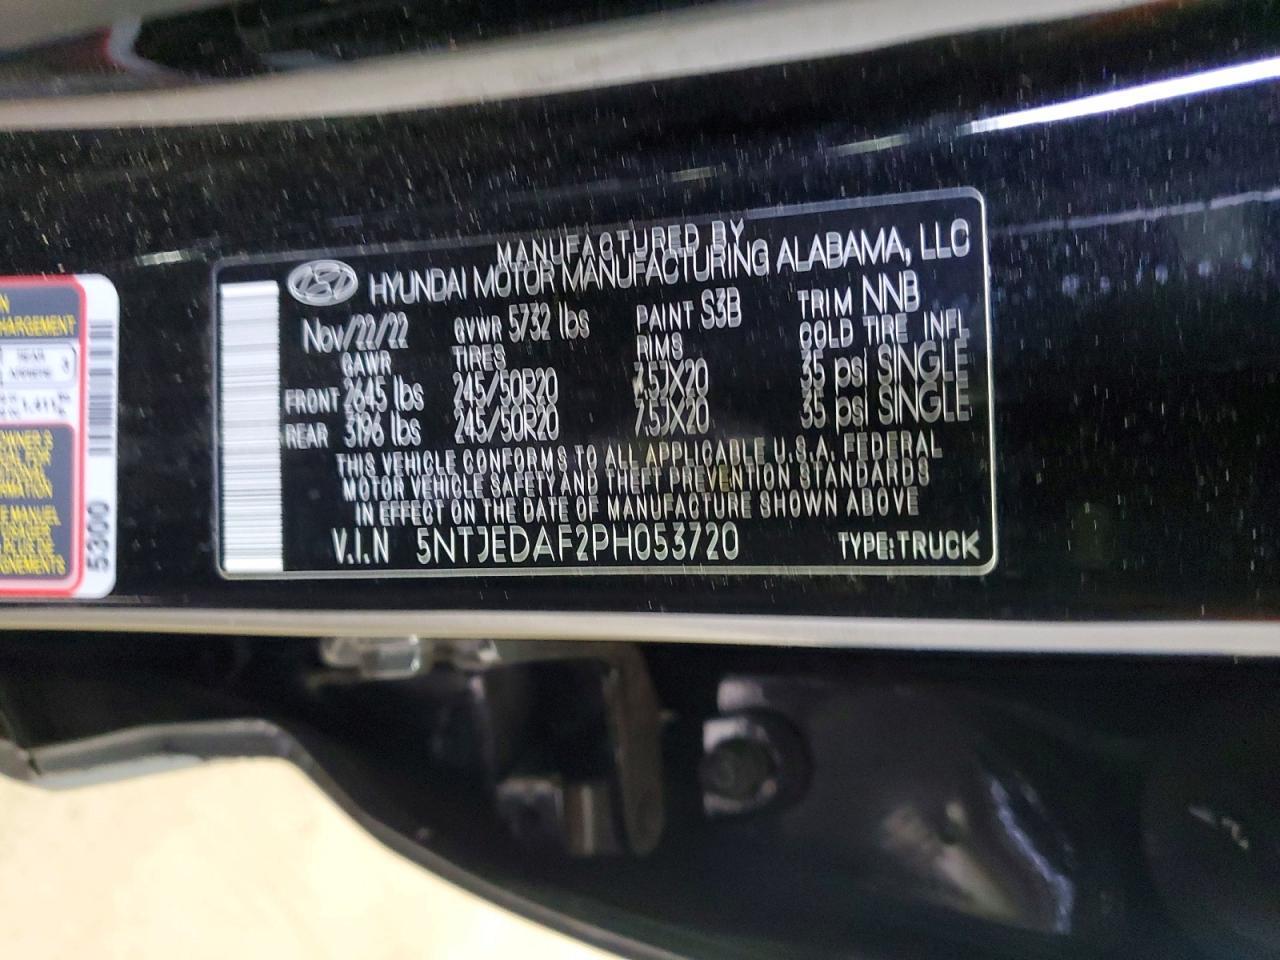 MANUFACTURED BY
HYUNDAI MOTOR MANUFACTURING ALABAMA, LLC
Nov/22/22 GVWR 5732 lbs PAINT S3B TRIM NNB
GAWR TIRES RIMS COLD TIRE INFL
FRONT 2645 lbs 245/50R20 7.5JX20 35 psi SINGLE
REAR 3196 lbs 245/50R20 7.5JX20 35 psi SINGLE
THIS VEHICLE CONFORMS TO ALL APPLICABLE U.S.A. FEDERAL
MOTOR VEHICLE SAFETY AND THEFT PREVENTION STANDARDS
IN EFFECT ON THE DATE OF MANUFACTURE SHOWN ABOVE
V.I.N 5NTJEDAF2PH053720 TYPE:TRUCK
HARGEMENT
OWNER'S
MANUEL
5300